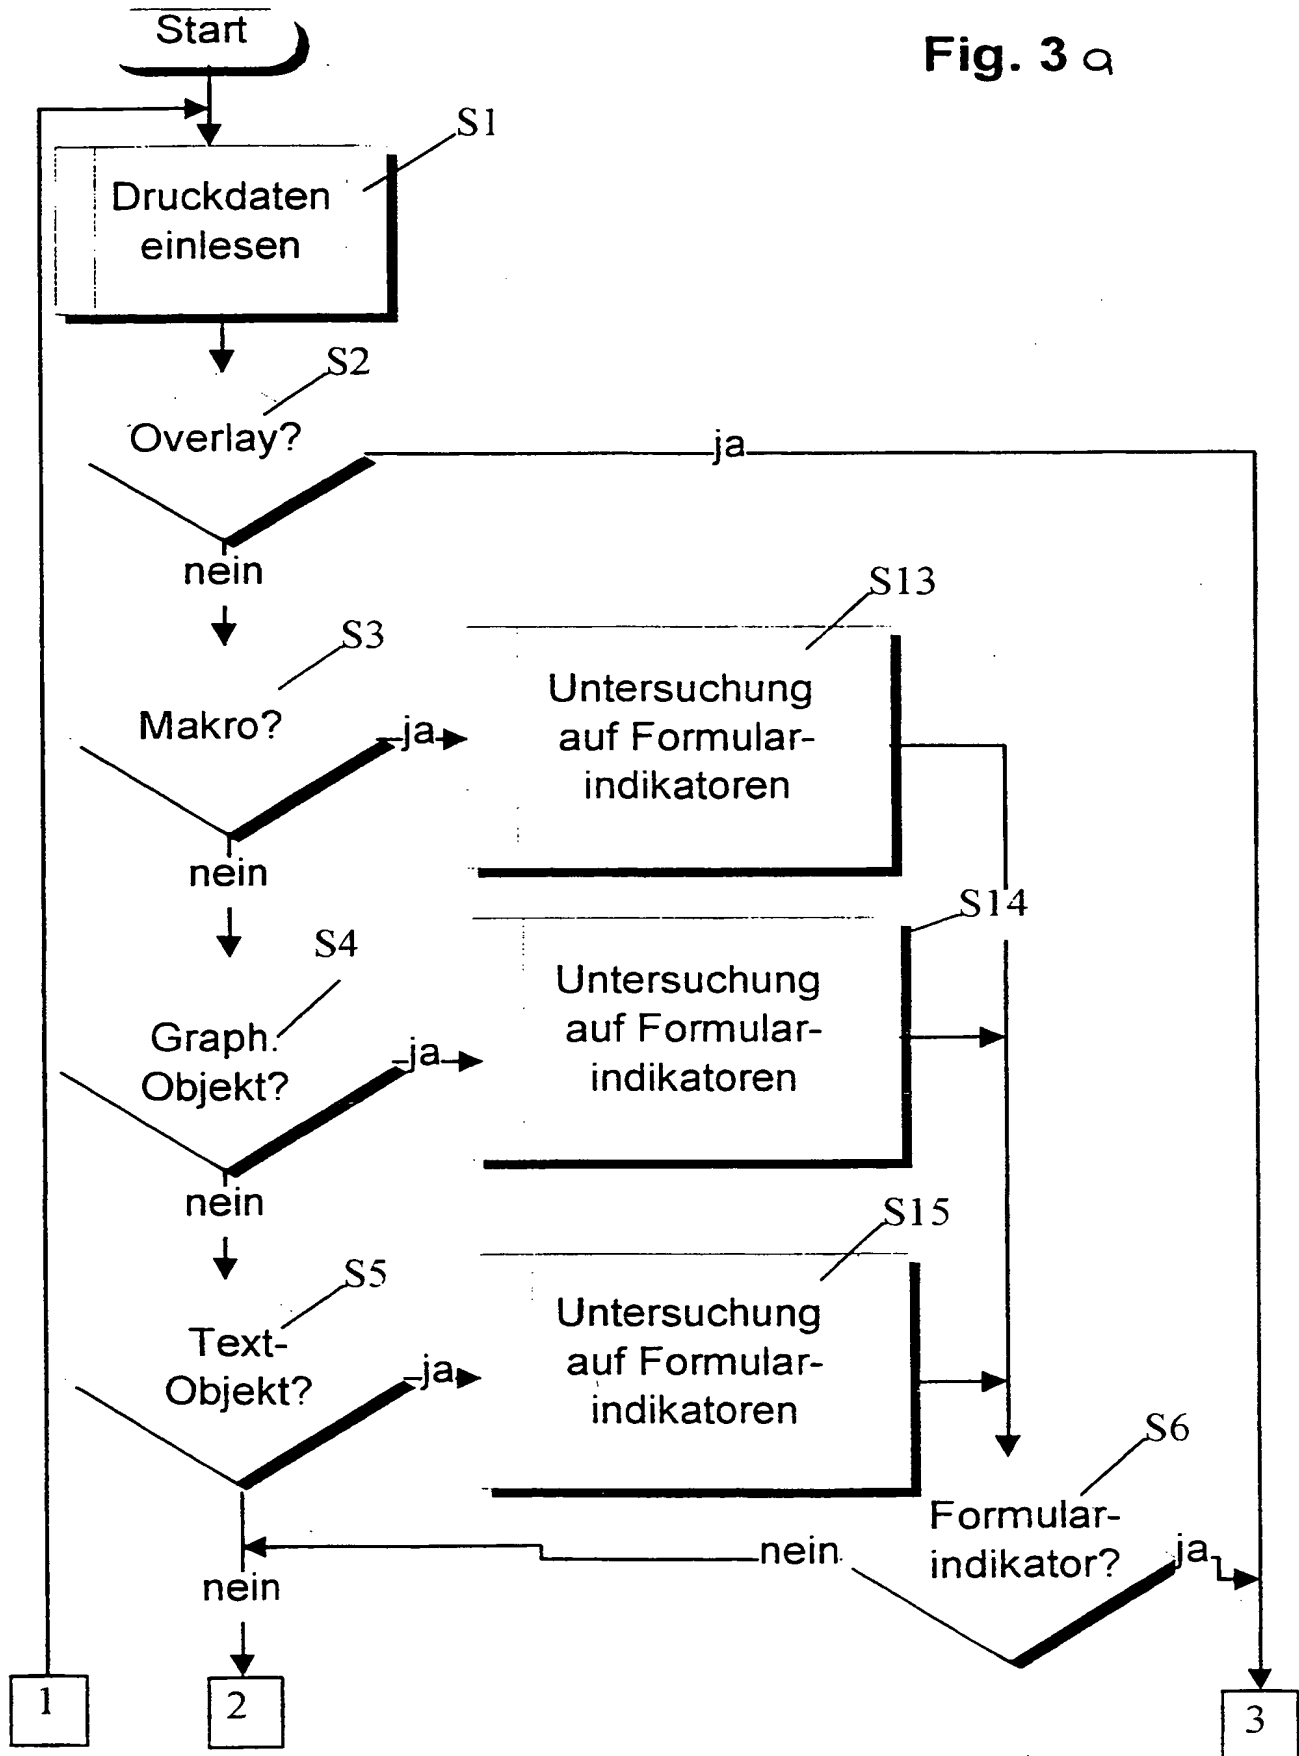 Start
Fig. 3 a
S1
Druckdaten
einlesen
S2
Overlay?
ja
nein
S13
S3
Untersuchung
auf Formular-
indikatoren
Makro?
ja
nein
S14
S4
Untersuchung
auf Formular-
indikatoren
Graph.
Objekt?
ja
nein
S15
S5
Untersuchung
auf Formular-
indikatoren
Text-
Objekt?
ja
S6
Formular-
indikator?
nein
ja
nein
1
2
3